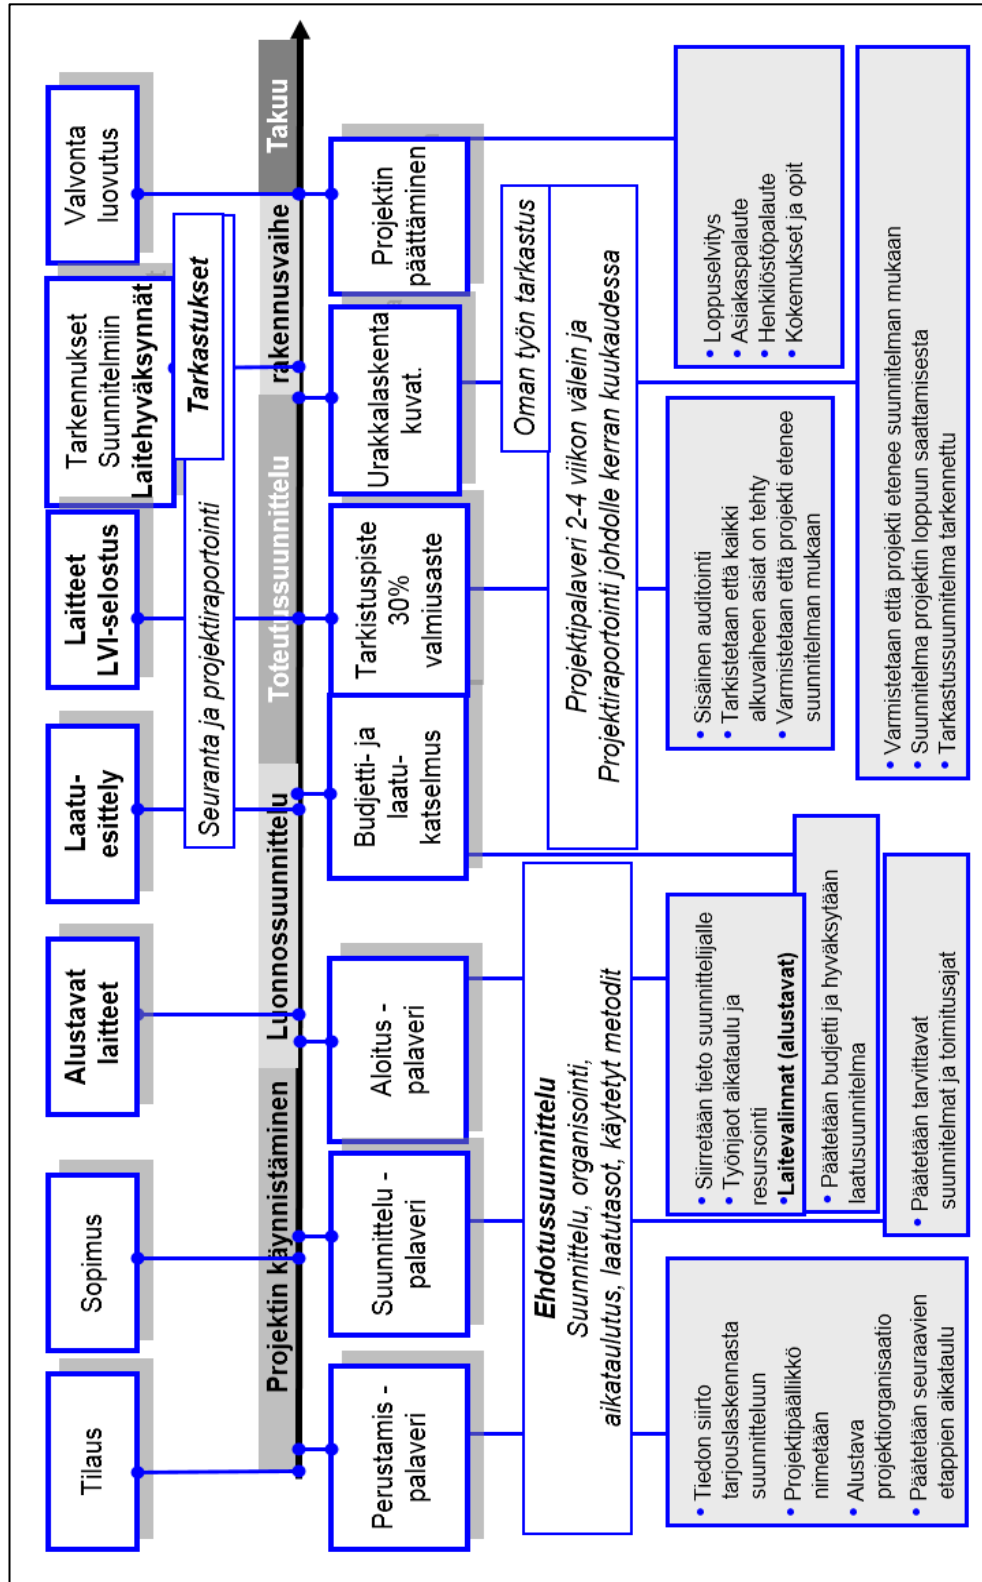 Tilaus
Sopimus
Alustavat
laitteet
Laatu-
esittely
Laitteet
LVI-selostus
Tarkennukset
Suunnitelmiin
Laitehyväksynnät
Valvonta
luovutus
Seuranta ja projektiraportointi
Tarkastukset
Projektin käynnistäminen
Luonnossuunnittelu
Toteutussuunnittelu
rakennusvaihe
Takuu
Perustamis -
palaveri
Suunnittelu -
palaveri
Aloitus -
palaveri
Budjetti- ja
laatu-
katselmus
Tarkistuspiste
30%
valmiusaste
Urakkalaskenta
kuvat.
Projektin
päättäminen
Ehdotussuunnittelu
Suunnittelu, organisointi,
aikataulutus, laatutasot, käytetyt metodit
Oman työn tarkastus
Projektipalaveri 2-4 viikon välein ja
Projektiraportointi johdolle kerran kuukaudessa
• Tiedon siirto
tarjouslaskennasta
suunnitteluun
• Projektipäällikkö
nimetään
• Alustava
projektiorganisaatio
• Päätetään seuraavien
etappien aikataulu
• Siirretään tieto suunnittelijalle
• Työnjaot aikataulu ja
resursointi
•Laitevalinnat (alustavat)
• Päätetään budjetti ja hyväksytään
laatusuunnitelma
• Päätetään tarvittavat
suunnitelmat ja toimitusajat
• Sisäinen auditointi
• Tarkistetaan että kaikki
alkuvaiheen asiat on tehty
• Varmistetaan että projekti etenee
suunnitelman mukaan
• Loppuselvitys
• Asiakaspalaute
• Henkilöstöpalaute
• Kokemukset ja opit
• Varmistetaan että projekti etenee suunnitelman mukaan
• Suunnitelma projektin loppuun saattamisesta
• Tarkastussuunnitelma tarkennettu